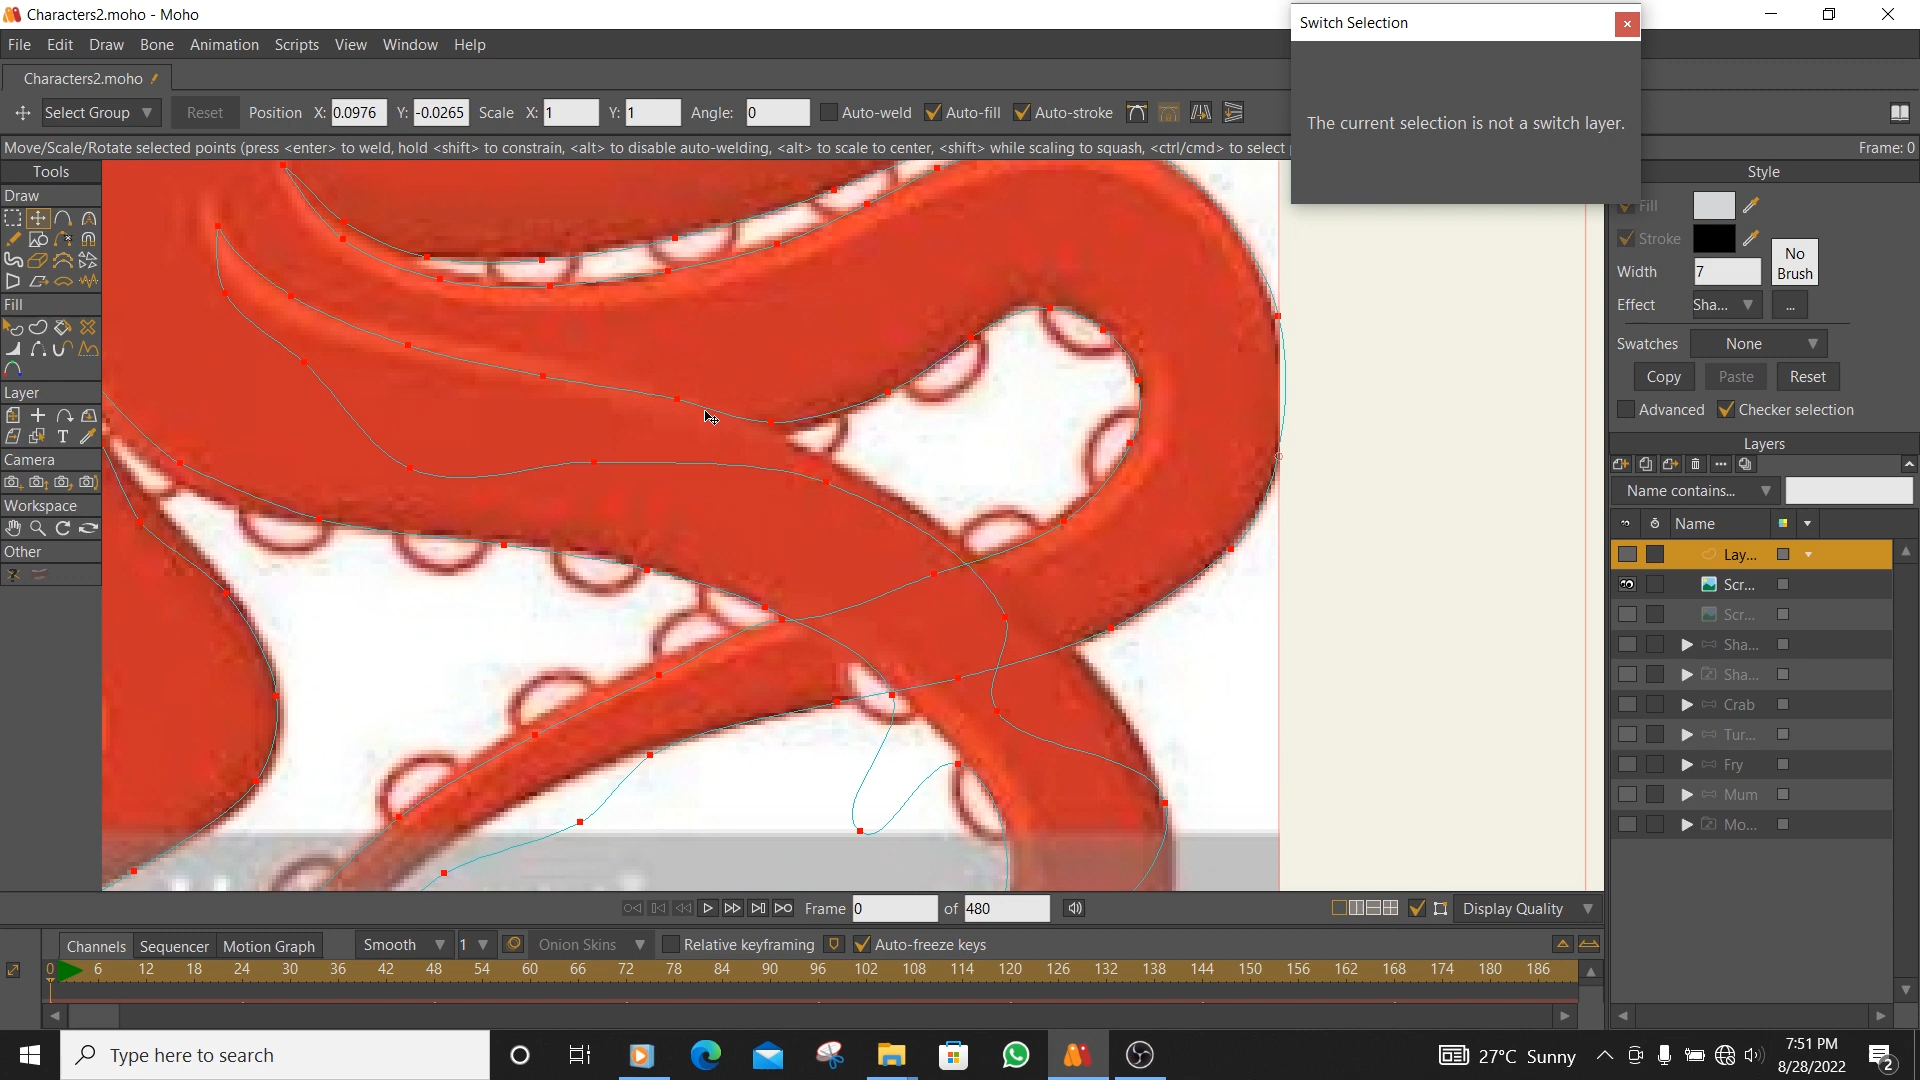 Characters2.moho - Moho
Switch Selection
File Edit Draw Bone Animation Scripts View Window Help
Characters2.moho
Select Group Reset Position X: 0.0976 Y: -0.0265 Scale X: 1 Y: 1 Angle: 0 Auto-weld Auto-fill Auto-stroke
The current selection is not a switch layer.
Move/Scale/Rotate selected points (press <enter> to weld, hold <shift> to constrain, <alt> to disable auto-welding, <alt> to scale to center, <shift> while scaling to squash, <ctrl/cmd> to select
Frame: 0
Tools
Draw
Fill
Layer
Camera
Workspace
Other
Style
Fill
Stroke
Width 7
No
Brush
Effect Sha... ...
Swatches None
Copy Paste Reset
Advanced Checker selection
Layers
Name contains...
Name
Lay...
Scr...
Scr...
Sha...
Sha...
Crab
Tur...
Fry
Mum
Mo...
Frame 0 of 480 Display Quality
Channels Sequencer Motion Graph Smooth 1 Onion Skins Relative keyframing Auto-freeze keys
0 6 12 18 24 30 36 42 48 54 60 66 72 78 84 90 96 102 108 114 120 126 132 138 144 150 156 162 168 174 180 186
Type here to search
27°C Sunny
7:51 PM
8/28/2022
2